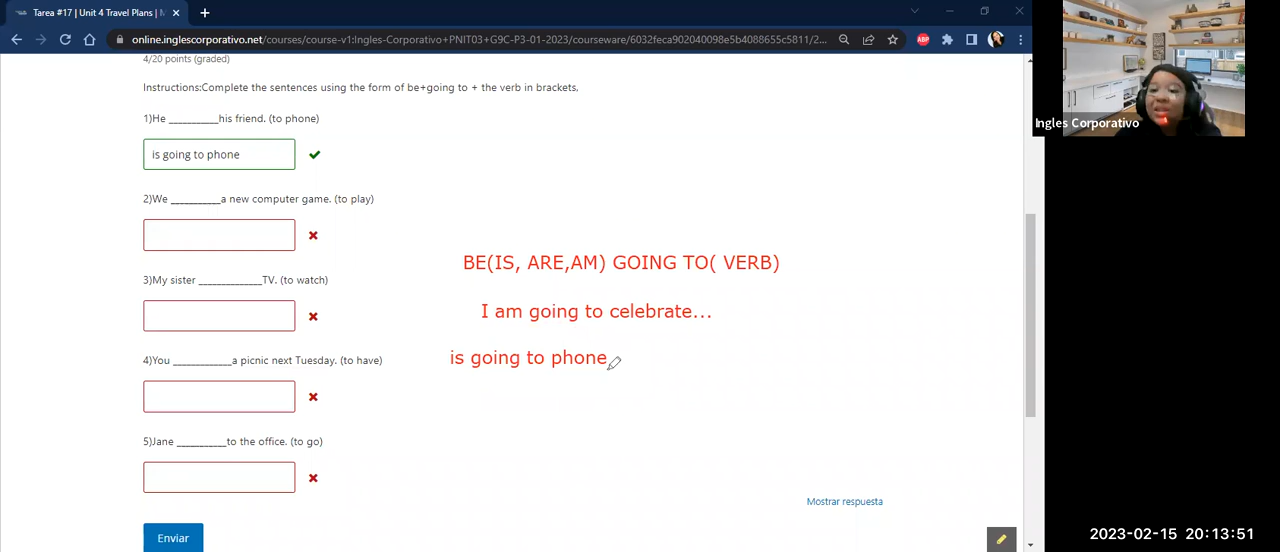 Tarea #17 | Unit 4 Travel Plans | M
online.inglescorporativo.net/courses/course-v1:Ingles-Corporativo+PNIT03+G9C-P3-01-2023/courseware/6032feca902040098e5b4088655c5811/2...
ABP
4/20 points (graded)
Instructions:Complete the sentences using the form of be+going to + the verb in brackets,
1)He __________his friend. (to phone)
is going to phone
2)We __________a new computer game. (to play)
3)My sister _____________TV. (to watch)
4)You ____________a picnic next Tuesday. (to have)
5)Jane __________to the office. (to go)
Mostrar respuesta
Enviar
BE(IS, ARE,AM) GOING TO( VERB)
I am going to celebrate...
is going to phone
Ingles Corporativo
2023-02-15 20:13:51